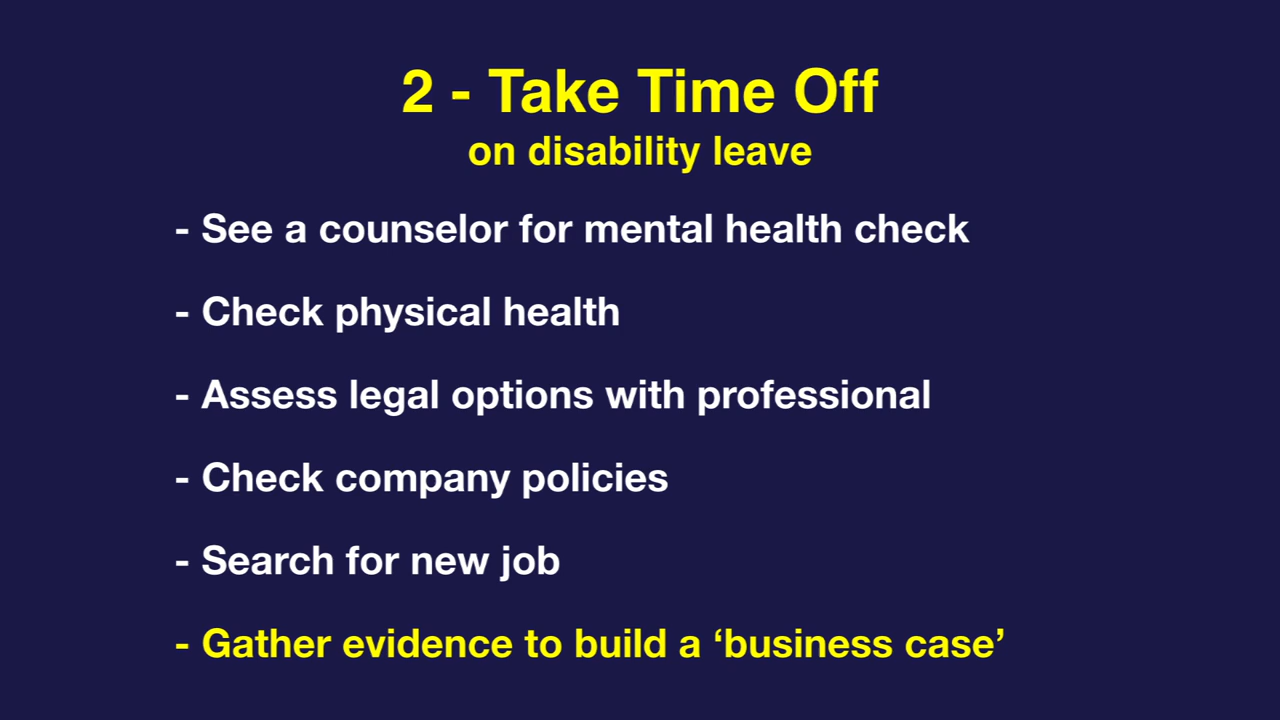 2 - Take Time Off
on disability leave
- See a counselor for mental health check
- Check physical health
- Assess legal options with professional
- Check company policies
- Search for new job
- Gather evidence to build a ‘business case’